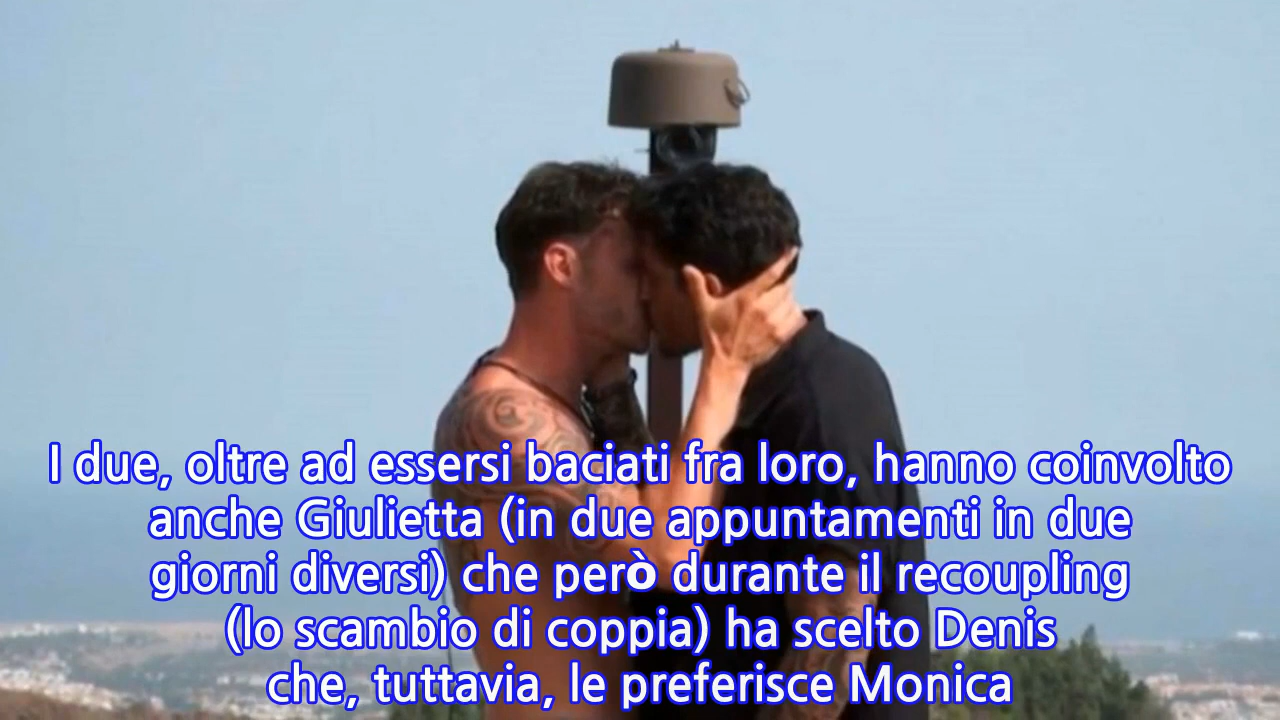 I due, oltre ad essersi baciati fra loro, hanno coinvolto
anche Giulietta (in due appuntamenti in due
giorni diversi) che però durante il recoupling
(lo scambio di coppia) ha scelto Denis
che, tuttavia, le preferisce Monica